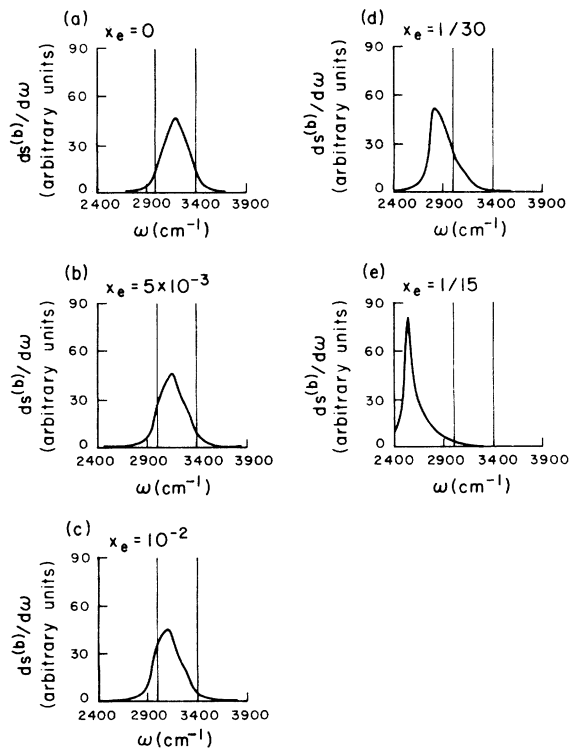 (a)
xₑ = 0
ds⁽ᵇ⁾/dω
(arbitrary units)
90
60
30
0
2400 2900 3400 3900
ω(cm⁻¹)
(b)
xₑ = 5×10⁻³
ds⁽ᵇ⁾/dω
(arbitrary units)
90
60
30
0
2400 2900 3400 3900
ω(cm⁻¹)
(c)
xₑ = 10⁻²
ds⁽ᵇ⁾/dω
(arbitrary units)
90
60
30
0
2400 2900 3400 3900
ω(cm⁻¹)
(d)
xₑ = 1/30
ds⁽ᵇ⁾/dω
(arbitrary units)
90
60
30
0
2400 2900 3400 3900
ω(cm⁻¹)
(e)
xₑ = 1/15
ds⁽ᵇ⁾/dω
(arbitrary units)
90
60
30
0
2400 2900 3400 3900
ω(cm⁻¹)